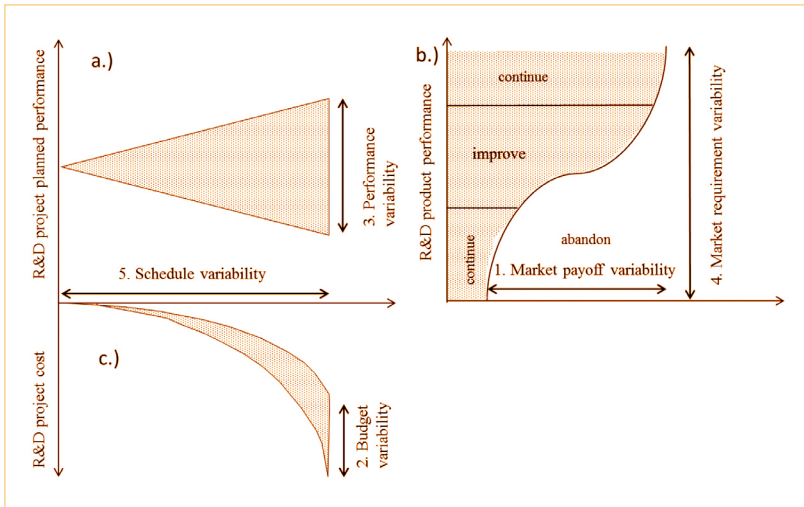 a.)
R&D project planned performance
3. Performance
variability
5. Schedule variability
c.)
R&D project cost
2. Budget
variability
b.)
R&D product performance
continue
improve
continue
abandon
1. Market payoff variability
4. Market requirement variability